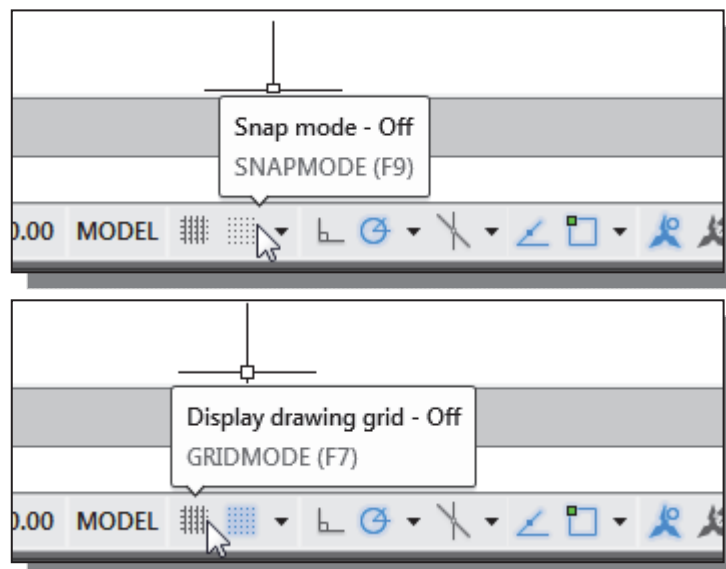 Snap mode - Off
SNAPMODE (F9)
0.00 MODEL
Display drawing grid - Off
GRIDMODE (F7)
0.00 MODEL